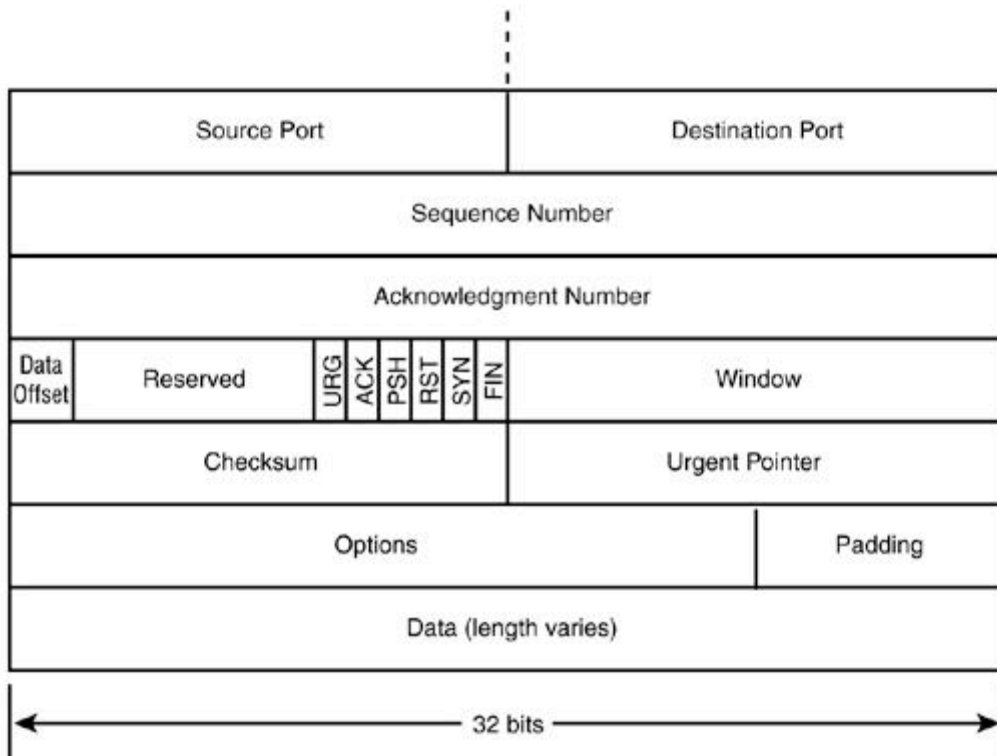 Source Port
Destination Port
Sequence Number
Acknowledgment Number
Data
Offset
Reserved
URG
ACK
PSH
RST
SYN
FIN
Window
Checksum
Urgent Pointer
Options
Padding
Data (length varies)
32 bits